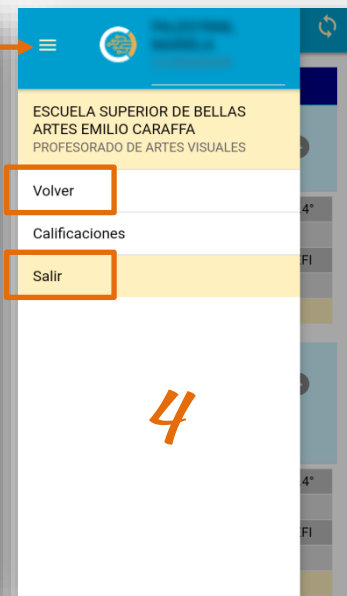 ESCUELA SUPERIOR DE BELLAS
ARTES EMILIO CARAFFA
PROFESORADO DE ARTES VISUALES
Volver
4°
Calificaciones
FI
Salir
4
4°
FI